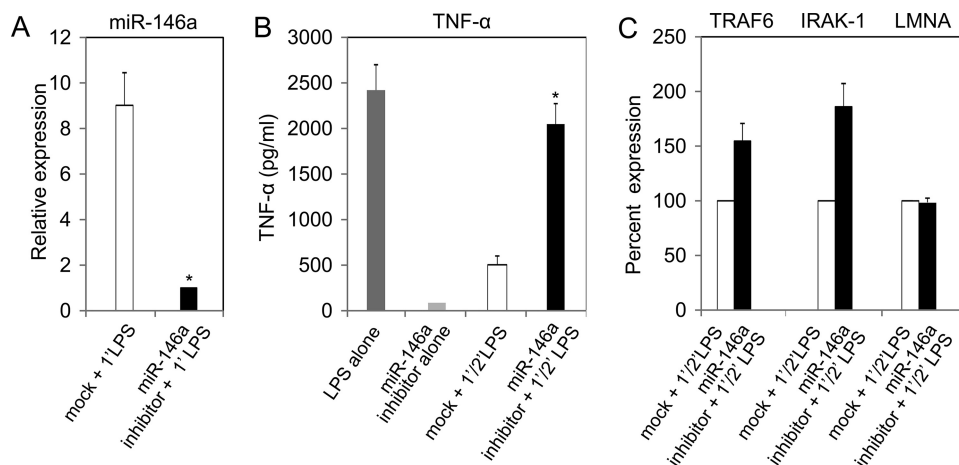 A
miR-146a
Relative expression
12
10
8
6
4
2
0
*
mock + 1'LPS
miR-146a
inhibitor + 1' LPS
B
TNF-α
TNF-α (pg/ml)
3000
2500
2000
1500
1000
500
0
*
LPS alone
miR-146a
inhibitor alone
mock + 1'/2'LPS
miR-146a
inhibitor + 1'/2' LPS
C
TRAF6 IRAK-1 LMNA
Percent expression
250
200
150
100
50
0
mock + 1'/2'LPS
miR-146a
inhibitor + 1'/2' LPS
mock + 1'/2'LPS
miR-146a
inhibitor + 1'/2' LPS
mock + 1'/2'LPS
miR-146a
inhibitor + 1'/2' LPS